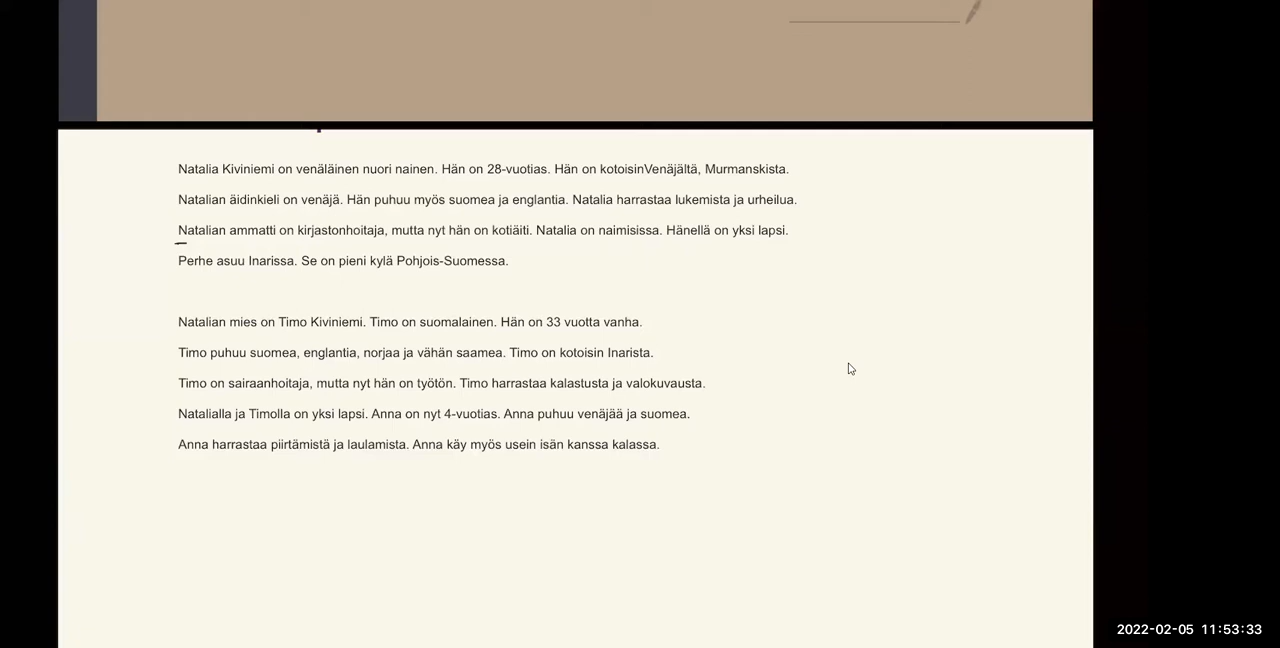 Natalia Kiviniemi on venäläinen nuori nainen. Hän on 28-vuotias. Hän on kotoisinVenäjältä, Murmanskista.
Natalian äidinkieli on venäjä. Hän puhuu myös suomea ja englantia. Natalia harrastaa lukemista ja urheilua.
Natalian ammatti on kirjastonhoitaja, mutta nyt hän on kotiäiti. Natalia on naimisissa. Hänellä on yksi lapsi.
Perhe asuu Inarissa. Se on pieni kylä Pohjois-Suomessa.
Natalian mies on Timo Kiviniemi. Timo on suomalainen. Hän on 33 vuotta vanha.
Timo puhuu suomea, englantia, norjaa ja vähän saamea. Timo on kotoisin Inarista.
Timo on sairaanhoitaja, mutta nyt hän on työtön. Timo harrastaa kalastusta ja valokuvausta.
Natalialla ja Timolla on yksi lapsi. Anna on nyt 4-vuotias. Anna puhuu venäjää ja suomea.
Anna harrastaa piirtämistä ja laulamista. Anna käy myös usein isän kanssa kalassa.
2022-02-05 11:53:33